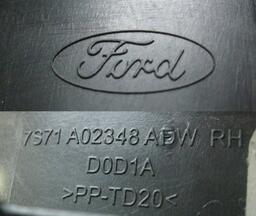 Ford
7S71 A02348 ADW RH
D0D1A
>PP-TD20<